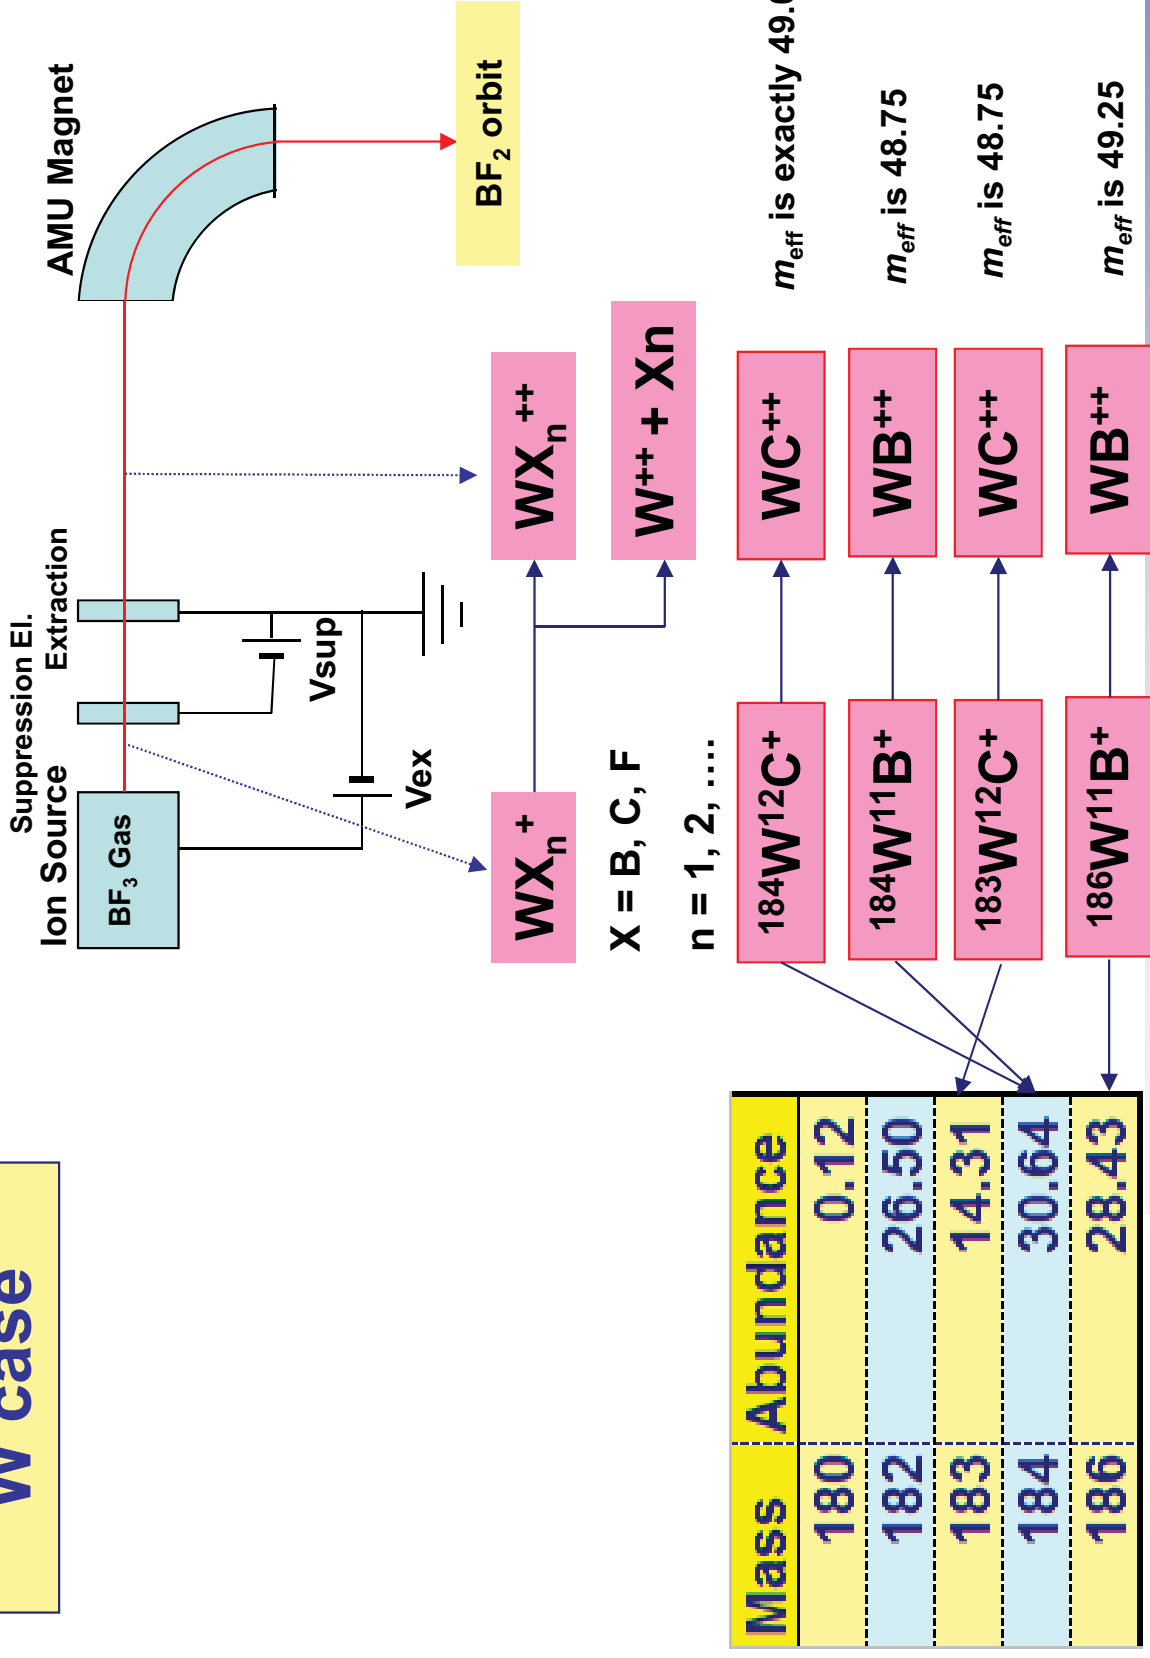 W case
Suppression El.
Ion Source
Extraction
AMU Magnet
BF3 Gas
Vsup
Vex
BF2 orbit
WXn+
WXn++
W++ + Xn
X = B, C, F
n = 1, 2, ....
Mass Abundance
180 0.12
182 26.50
183 14.31
184 30.64
186 28.43
184W12C+ WC++ meff is exactly 49.
184W11B+ WB++ meff is 48.75
183W12C+ WC++ meff is 48.75
186W11B+ WB++ meff is 49.25